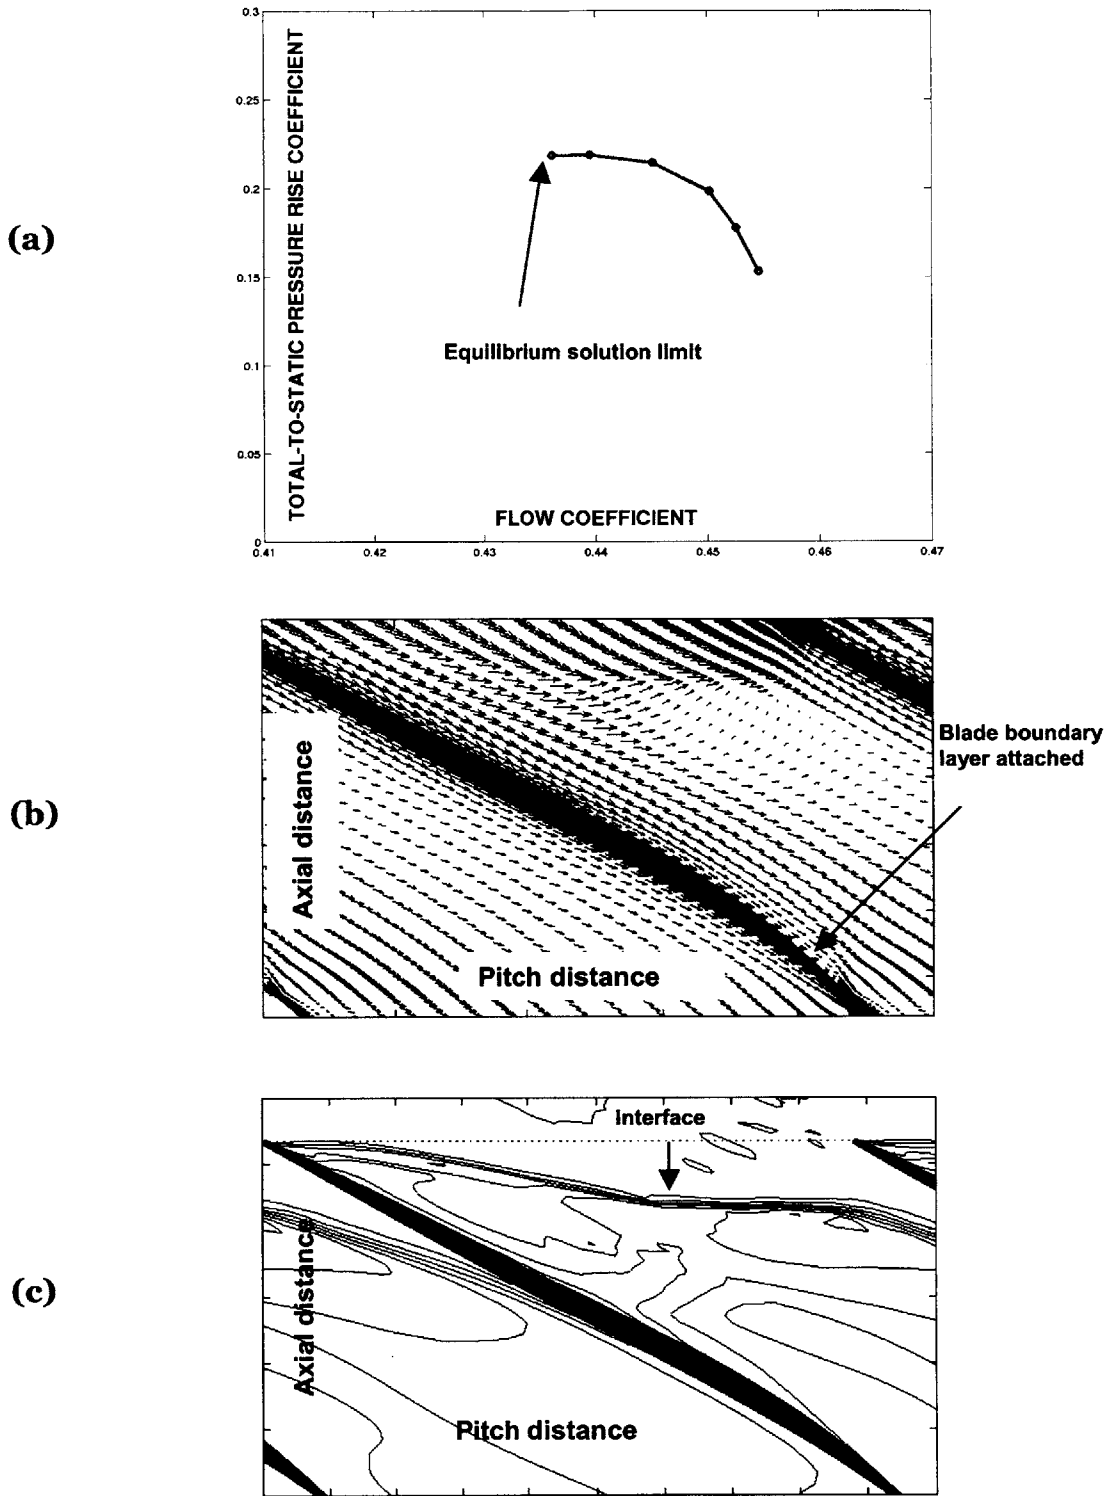 (a)
TOTAL-TO-STATIC PRESSURE RISE COEFFICIENT
0.3
0.25
0.2
0.15
0.1
0.05
0
Equilibrium solution limit
FLOW COEFFICIENT
0.41 0.42 0.43 0.44 0.45 0.46 0.47
(b)
Axial distance
Pitch distance
Blade boundary
layer attached
(c)
Axial distance
Interface
Pitch distance